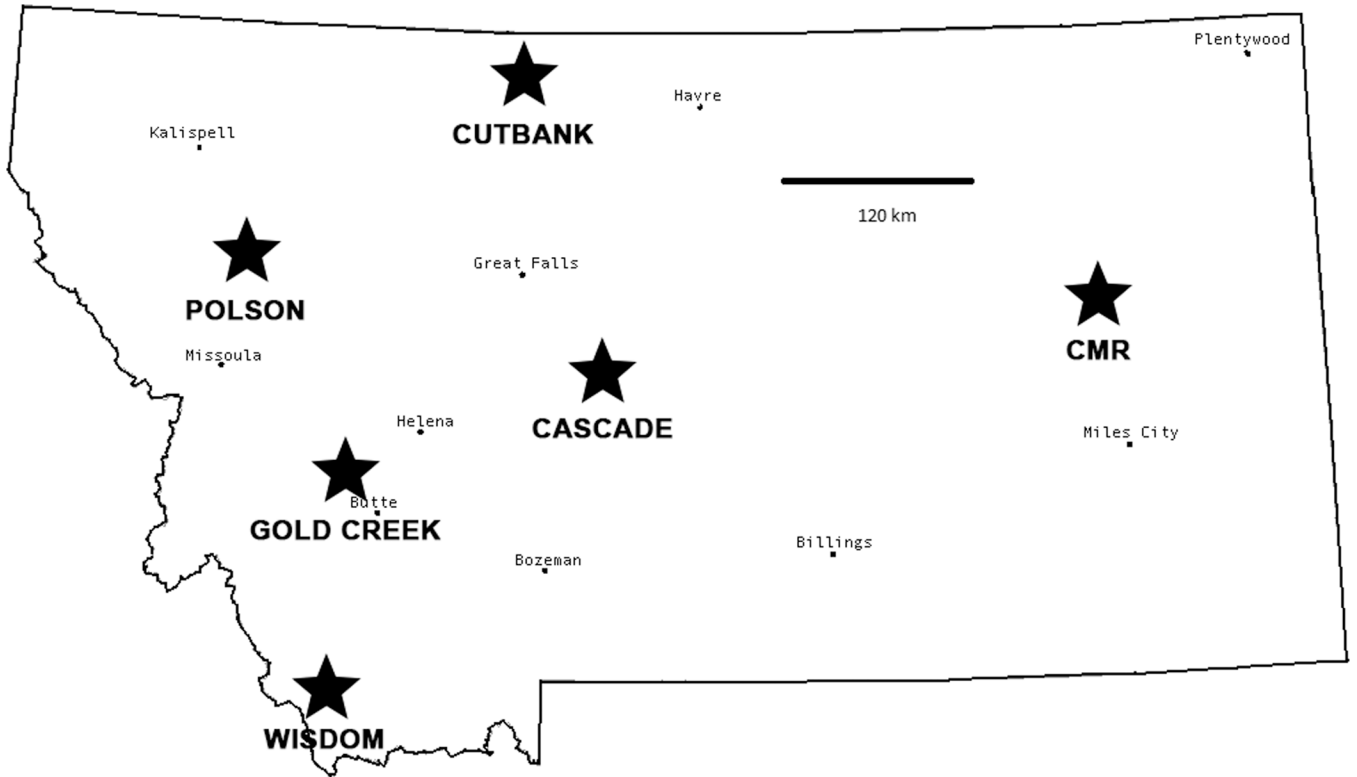 Plentywood
Havre
CUTBANK
Kalispell
120 km
Great Falls
POLSON
CMR
Missoula
Helena
CASCADE
Miles City
Butte
GOLD CREEK
Billings
Bozeman
WISDOM